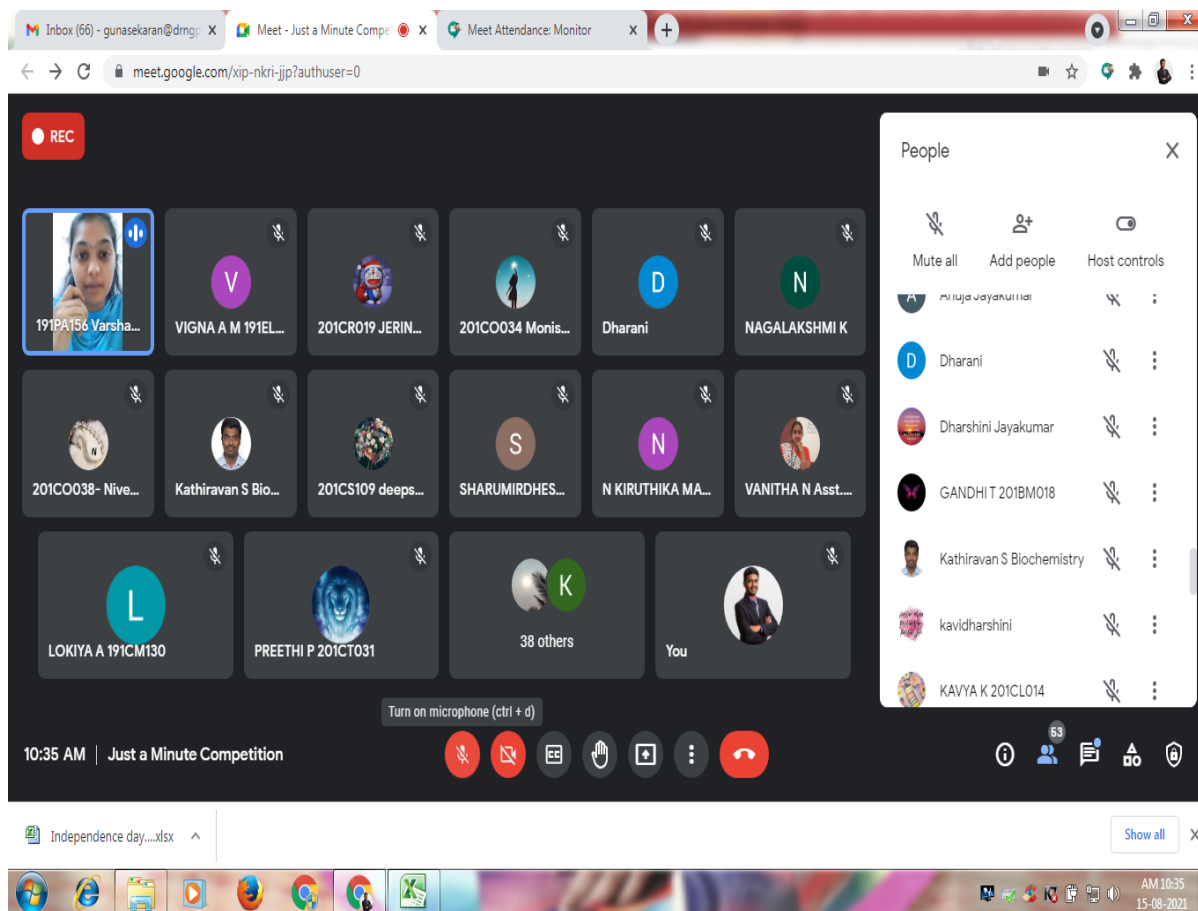 Inbox (66) - gunasekaran@drngp
Meet - Just a Minute Compe
Meet Attendance: Monitor
meet.google.com/xip-nkri-jjp?authuser=0
REC
People
Mute all
Add people
Host controls
191PA156 Varsha...
V
VIGNA A M 191EL...
201CR019 JERIN...
201CO034 Monis...
D
Dharani
N
NAGALAKSHMI K
A
Anuja Jayakumar
D
Dharani
Dharshini Jayakumar
GANDHI T 201BM018
Kathiravan S Biochemistry
kavidharshini
KAVYA K 201CL014
N
201CO038- Nive...
Kathiravan S Bio...
201CS109 deeps...
S
SHARUMIRDHES...
N
N KIRUTHIKA MA...
VANITHA N Asst....
L
LOKIYA A 191CM130
PREETHI P 201CT031
K
38 others
You
Turn on microphone (ctrl + d)
10:35 AM | Just a Minute Competition
CC
53
Independence day....xlsx
Show all
AM 10:35
15-08-2021